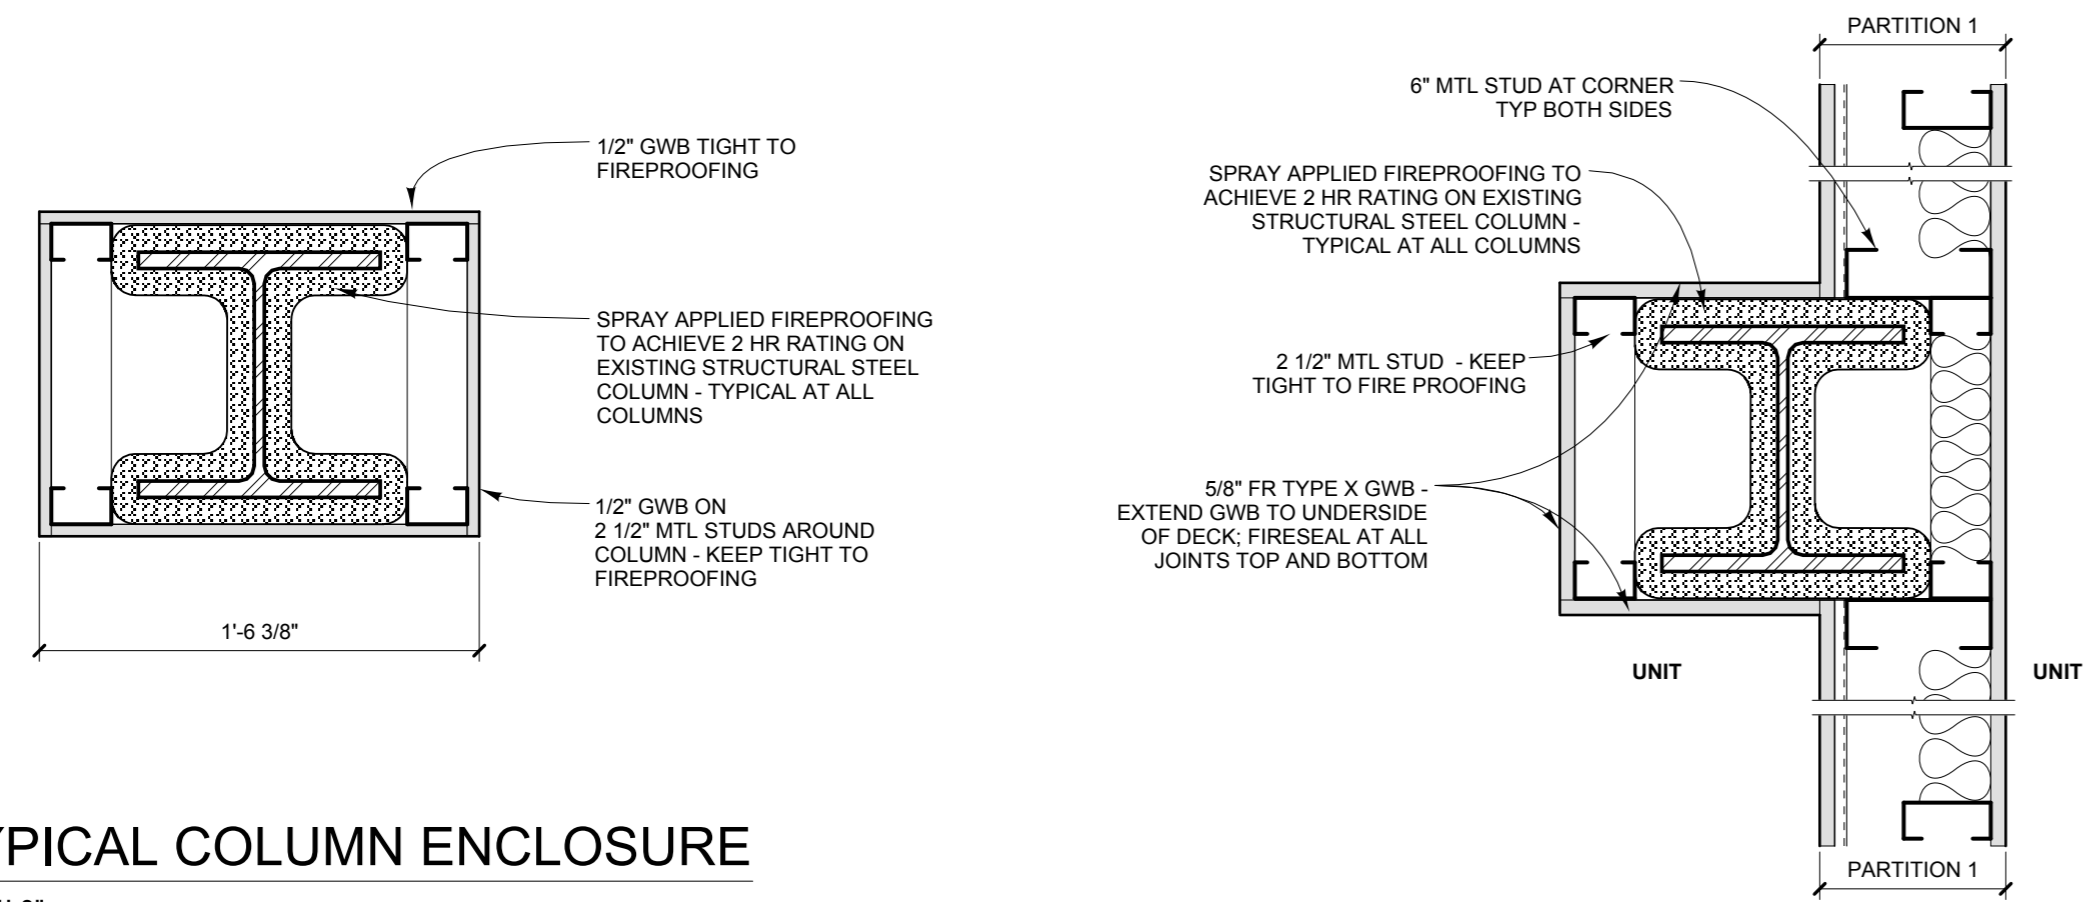 1/2" GWB TIGHT TO
FIREPROOFING
SPRAY APPLIED FIREPROOFING
TO ACHIEVE 2 HR RATING ON
EXISTING STRUCTURAL STEEL
COLUMN - TYPICAL AT ALL
COLUMNS
1/2" GWB ON
2 1/2" MTL STUDS AROUND
COLUMN - KEEP TIGHT TO
FIREPROOFING
1'-6 3/8"
YPICAL COLUMN ENCLOSURE
PARTITION 1
6" MTL STUD AT CORNER
TYP BOTH SIDES
SPRAY APPLIED FIREPROOFING TO
ACHIEVE 2 HR RATING ON EXISTING
STRUCTURAL STEEL COLUMN -
TYPICAL AT ALL COLUMNS
2 1/2" MTL STUD - KEEP
TIGHT TO FIRE PROOFING
5/8" FR TYPE X GWB -
EXTEND GWB TO UNDERSIDE
OF DECK; FIRESEAL AT ALL
JOINTS TOP AND BOTTOM
UNIT
UNIT
PARTITION 1